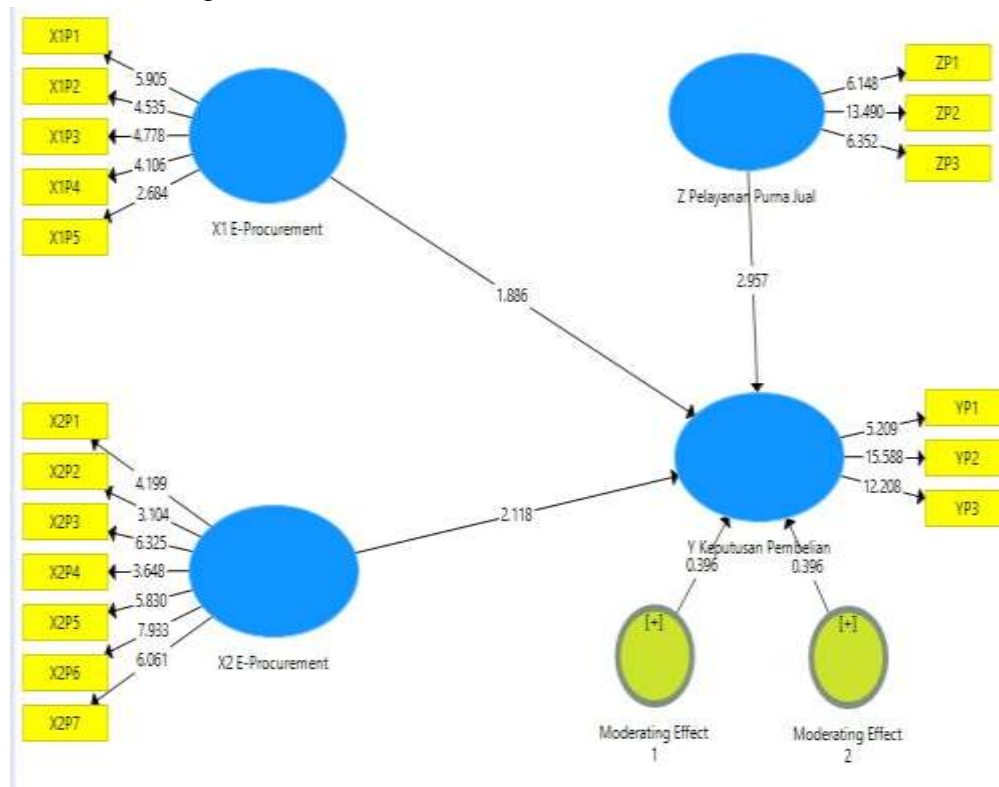 X1P1
X1P2
X1P3
X1P4
X1P5
5.905
4.535
4.778
4.106
2.684
X1 E-Procurement
ZP1
ZP2
ZP3
6.148
13.490
6.352
Z Pelayanan Purna Jual
1.886
2.957
X2P1
X2P2
X2P3
X2P4
X2P5
X2P6
X2P7
4.199
3.104
6.325
3.648
5.830
7.933
6.061
X2 E-Procurement
2.118
YP1
YP2
YP3
5.209
15.588
12.208
Y Keputusan Pembelian
0.396
0.396
[+]
[+]
Moderating Effect
1
Moderating Effect
2